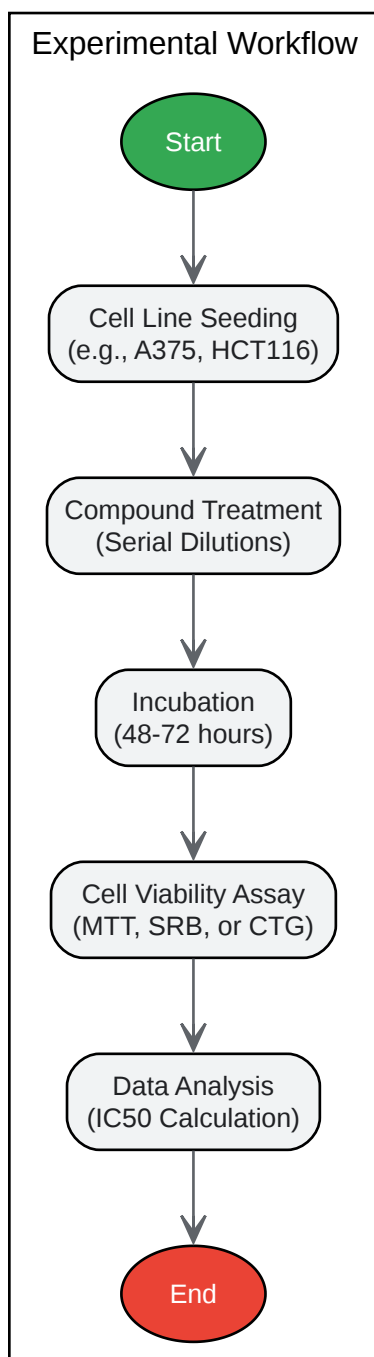 Experimental Workflow
Start
Cell Line Seeding
(e.g., A375, HCT116)
Compound Treatment
(Serial Dilutions)
Incubation
(48-72 hours)
Cell Viability Assay
(MTT, SRB, or CTG)
Data Analysis
(IC50 Calculation)
End